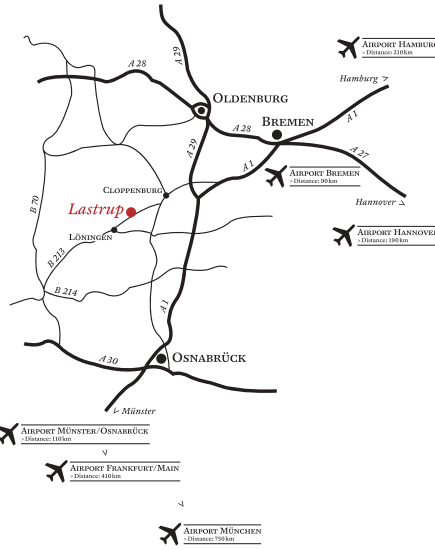 A 29
AIRPORT HAMBURG
> Distance: 210 km
A 28
Hamburg >
OLDENBURG
A 1
BREMEN
A 28
A 29
A 27
A 1
AIRPORT BREMEN
> Distance: 90 km
CLOPPENBURG
B 70
Hannover >
Lastrup
LÖNINGEN
AIRPORT HANNOVER
> Distance: 190 km
B 213
B 214
A 1
A 30
OSNABRÜCK
< Münster
AIRPORT MÜNSTER/OSNABRÜCK
> Distance: 110 km
AIRPORT FRANKFURT/MAIN
> Distance: 410 km
AIRPORT MÜNCHEN
> Distance: 750 km